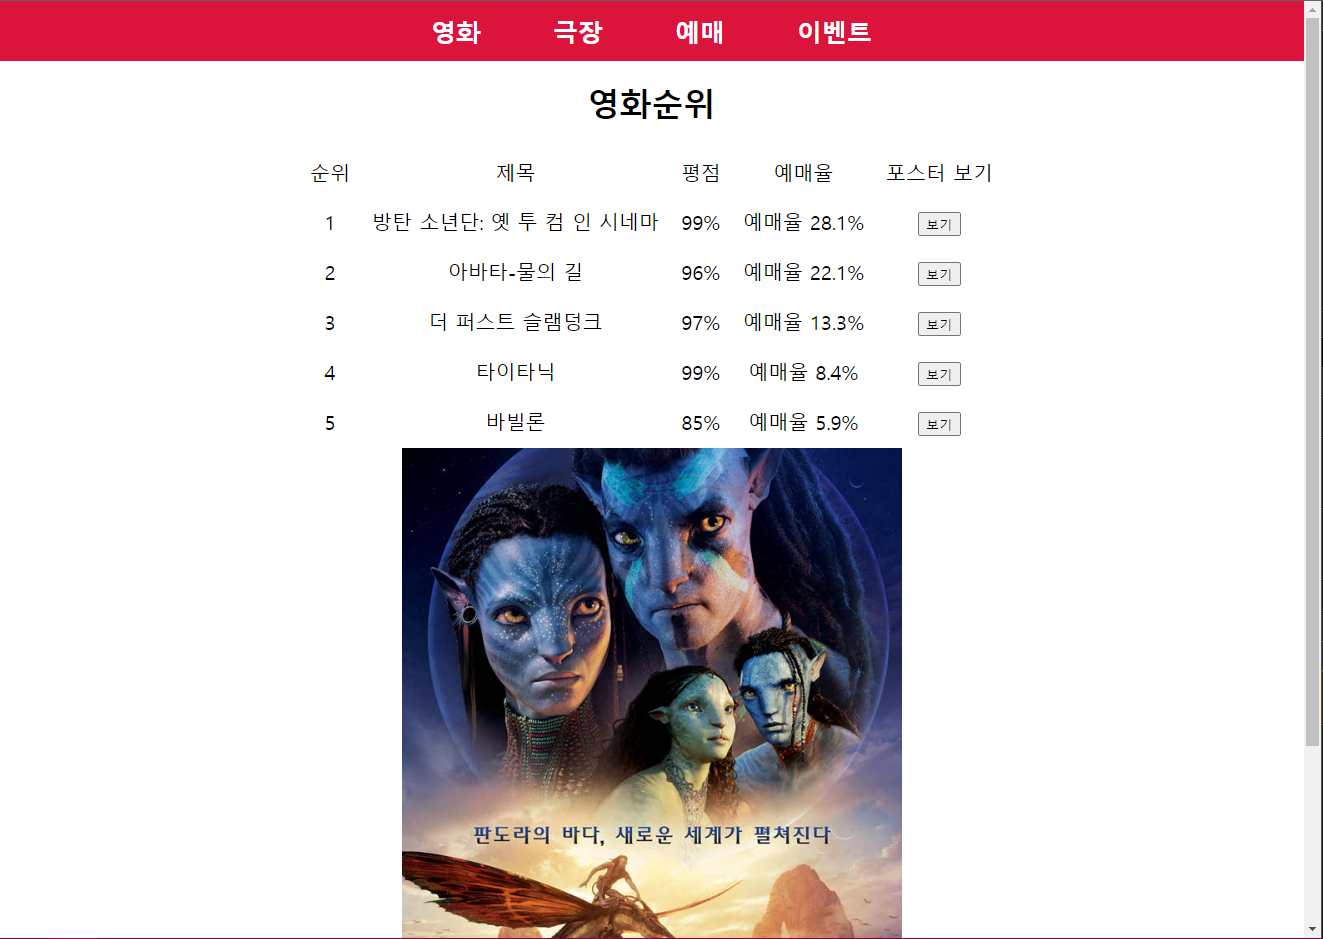 영화 극장 예매 이벤트
영화순위
순위 제목 평점 예매율 포스터 보기
1 방탄 소년단: 옛 투 컴 인 시네마 99% 예매율 28.1% 보기
2 아바타-물의 길 96% 예매율 22.1% 보기
3 더 퍼스트 슬램덩크 97% 예매율 13.3% 보기
4 타이타닉 99% 예매율 8.4% 보기
5 바빌론 85% 예매율 5.9% 보기
판도라의 바다, 새로운 세계가 펼쳐진다